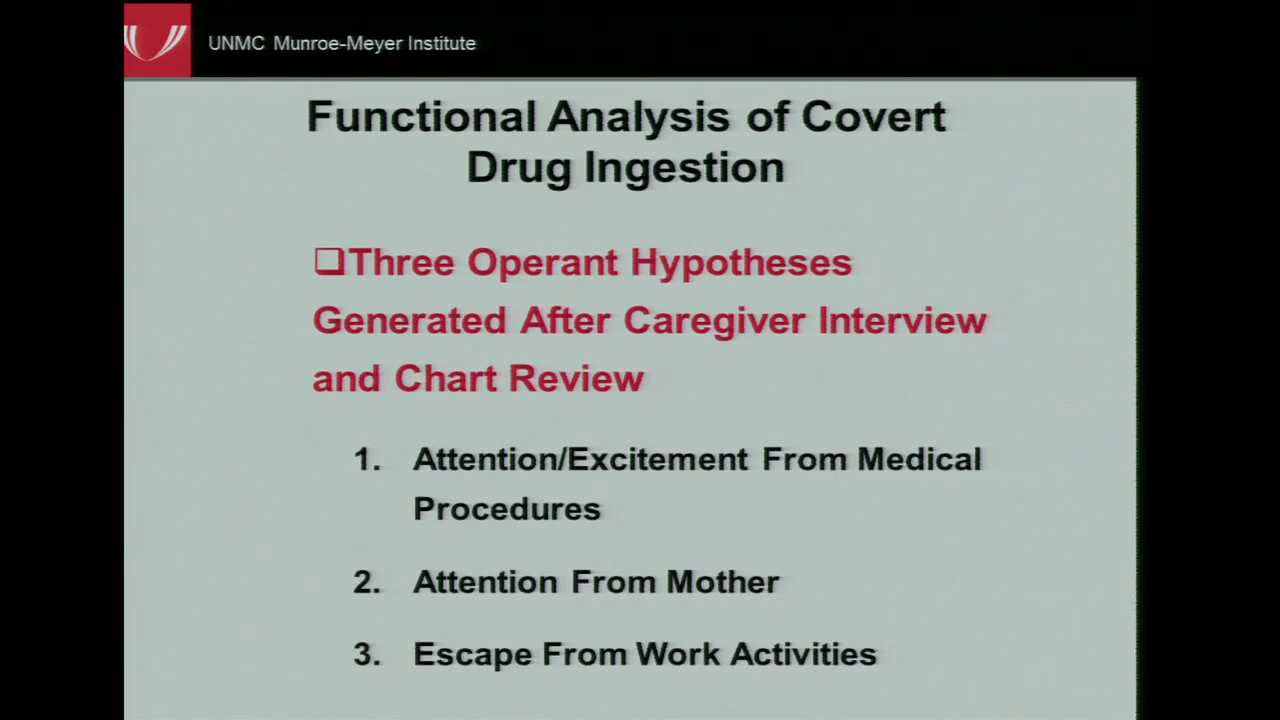 UNMC Munroe-Meyer Institute
Functional Analysis of Covert
Drug Ingestion
❑Three Operant Hypotheses
Generated After Caregiver Interview
and Chart Review
1. Attention/Excitement From Medical
Procedures
2. Attention From Mother
3. Escape From Work Activities